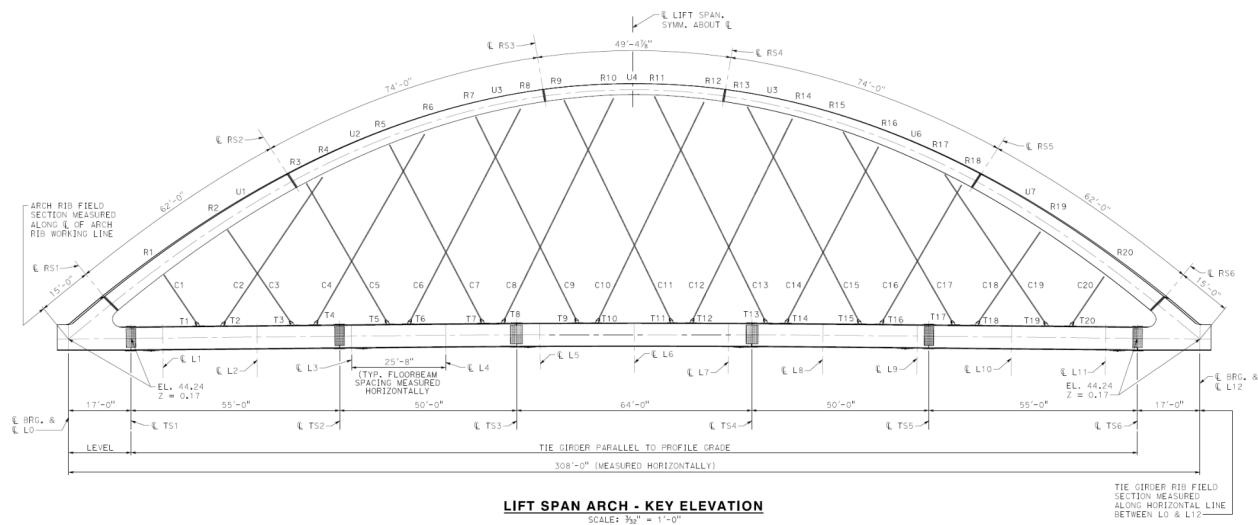 ℄ LIFT SPAN.
SYMM. ABOUT ℄
℄ RS3
49'-4⅞"
℄ RS4
74'-0"
74'-0"
R8
R9
R10
U4
R11
R12
R13
U3
R7
R6
R5
U2
R4
R3
U3
R14
R15
R16
U6
R17
R18
℄ RS2
℄ RS5
62'-0"
62'-0"
U1
R2
R1
U7
R19
R20
ARCH RIB FIELD
SECTION MEASURED
ALONG ℄ OF ARCH
RIB WORKING LINE
℄ RS1
℄ RS6
15'-0"
15'-0"
C1 C2 C3 C4 C5 C6 C7 C8 C9 C10 C11 C12 C13 C14 C15 C16 C17 C18 C19 C20
T1 T2 T3 T4 T5 T6 T7 T8 T9 T10 T11 T12 T13 T14 T15 T16 T17 T18 T19 T20
℄ L1
℄ L2
℄ L3
25'-8"
(TYP. FLOORBEAM
SPACING MEASURED
HORIZONTALLY
℄ L4
℄ L5
℄ L6
℄ L7
℄ L8
℄ L9
℄ L10
℄ L11
EL. 44.24
Z = 0.17
EL. 44.24
Z = 0.17
℄ BRG. &
℄ L0
℄ BRG. &
℄ L12
17'-0" 55'-0" 50'-0" 64'-0" 50'-0" 55'-0" 17'-0"
℄ TS1 ℄ TS2 ℄ TS3 ℄ TS4 ℄ TS5 ℄ TS6
LEVEL
TIE GIRDER PARALLEL TO PROFILE GRADE
308'-0" (MEASURED HORIZONTALLY)
TIE GIRDER RIB FIELD
SECTION MEASURED
ALONG HORIZONTAL LINE
BETWEEN L0 & L12
LIFT SPAN ARCH - KEY ELEVATION
SCALE: 3/32" = 1'-0"